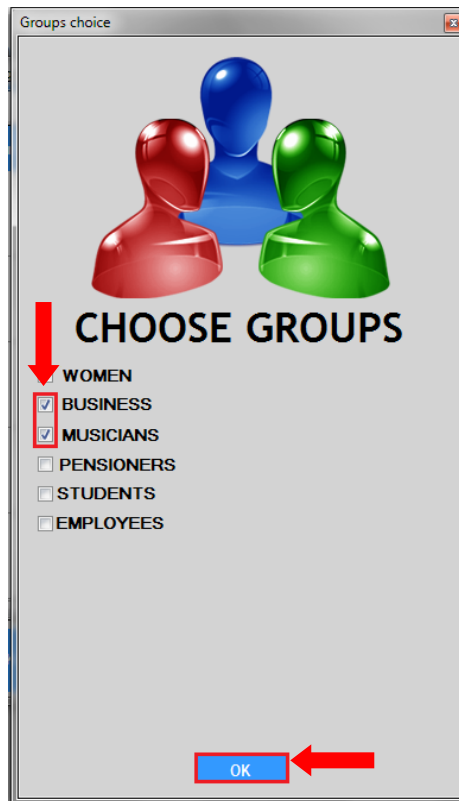 Groups choice
CHOOSE GROUPS
WOMEN
BUSINESS
MUSICIANS
PENSIONERS
STUDENTS
EMPLOYEES
OK